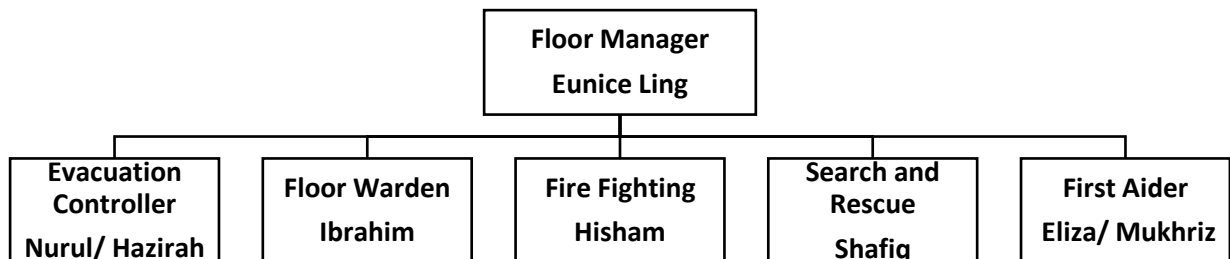 Floor Manager
Eunice Ling
Evacuation
Controller
Nurul/ Hazirah
Floor Warden
Ibrahim
Fire Fighting
Hisham
Search and
Rescue
Shafiq
First Aider
Eliza/ Mukhriz